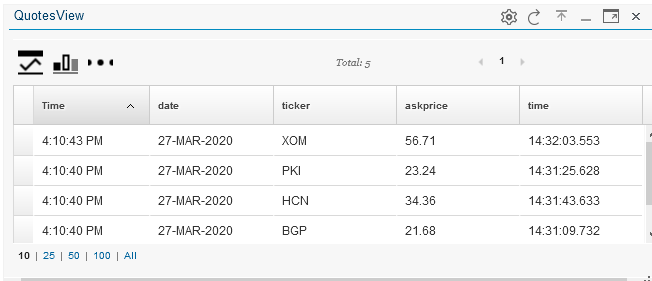 QuotesView
Total: 5 1
Time date ticker askprice time
4:10:43 PM 27-MAR-2020 XOM 56.71 14:32:03.553
4:10:40 PM 27-MAR-2020 PKI 23.24 14:31:25.628
4:10:40 PM 27-MAR-2020 HCN 34.36 14:31:43.633
4:10:40 PM 27-MAR-2020 BGP 21.68 14:31:09.732
10 | 25 | 50 | 100 | All